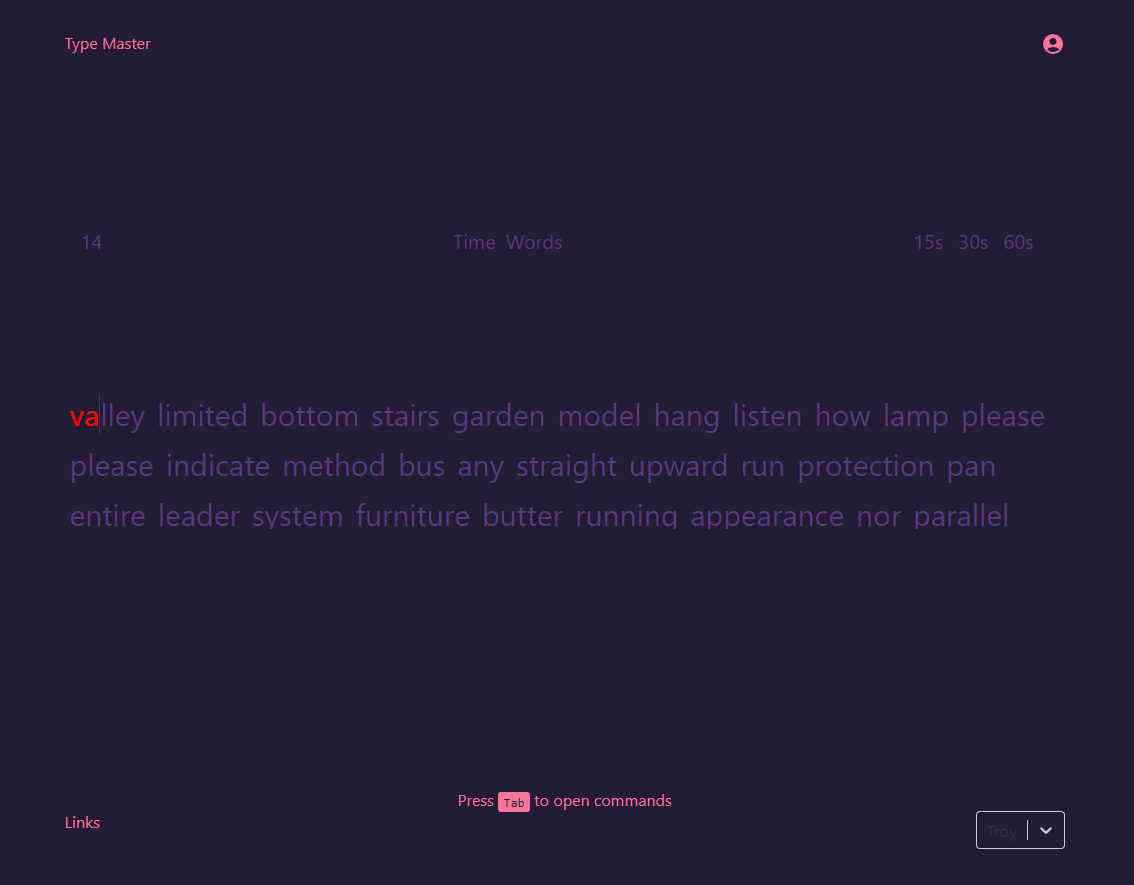 Type Master
14 Time Words 15s 30s 60s
valley limited bottom stairs garden model hang listen how lamp please
please indicate method bus any straight upward run protection pan
entire leader system furniture butter running appearance nor parallel
Press Tab to open commands
Links
Troy